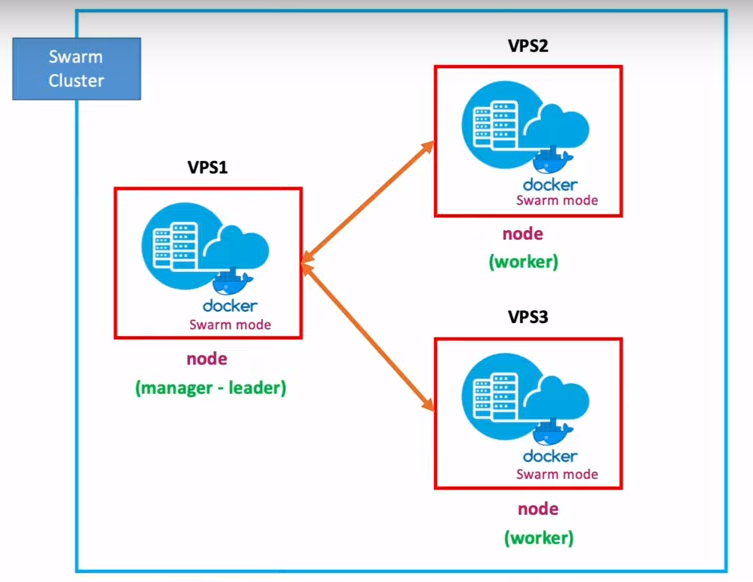 Swarm
Cluster
VPS1
docker
Swarm mode
node
(manager - leader)
VPS2
docker
Swarm mode
node
(worker)
VPS3
docker
Swarm mode
node
(worker)